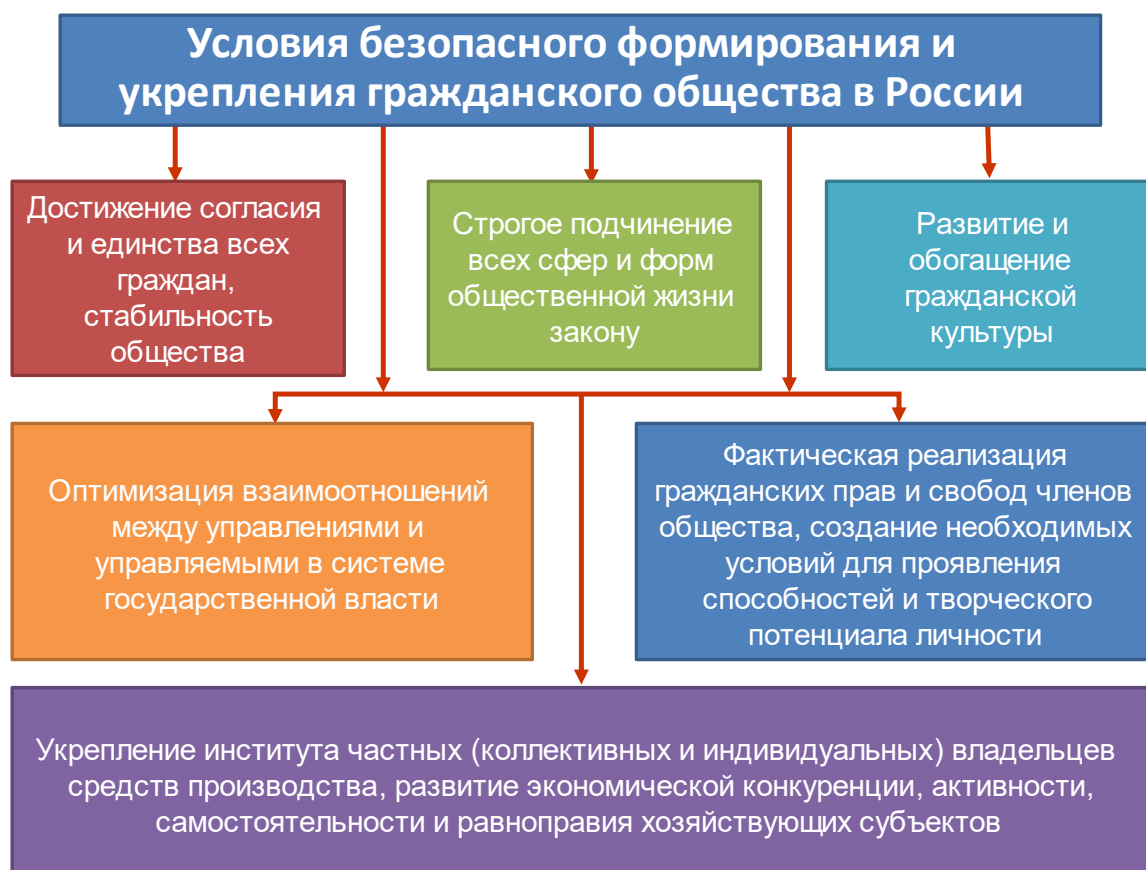 Условия безопасного формирования и
укрепления гражданского общества в России
Достижение согласия
и единства всех
граждан,
стабильность
общества
Строгое подчинение
всех сфер и форм
общественной жизни
закону
Развитие и
обогащение
гражданской
культуры
Оптимизация взаимоотношений
между управлениями и
управляемыми в системе
государственной власти
Фактическая реализация
гражданских прав и свобод членов
общества, создание необходимых
условий для проявления
способностей и творческого
потенциала личности
Укрепление института частных (коллективных и индивидуальных) владельцев
средств производства, развитие экономической конкуренции, активности,
самостоятельности и равноправия хозяйствующих субъектов